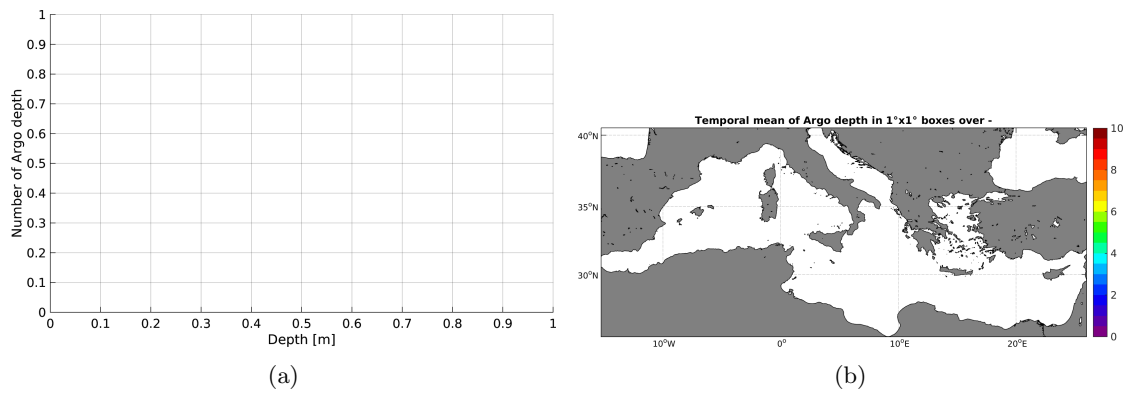 1
0.9
0.8
0.7
0.6
0.5
0.4
0.3
0.2
0.1
0
Number of Argo depth
0 0.1 0.2 0.3 0.4 0.5 0.6 0.7 0.8 0.9 1
Depth [m]
(a)
Temporal mean of Argo depth in 1°x1° boxes over -
40°N
35°N
30°N
10°W 0° 10°E 20°E
10
8
6
4
2
0
(b)